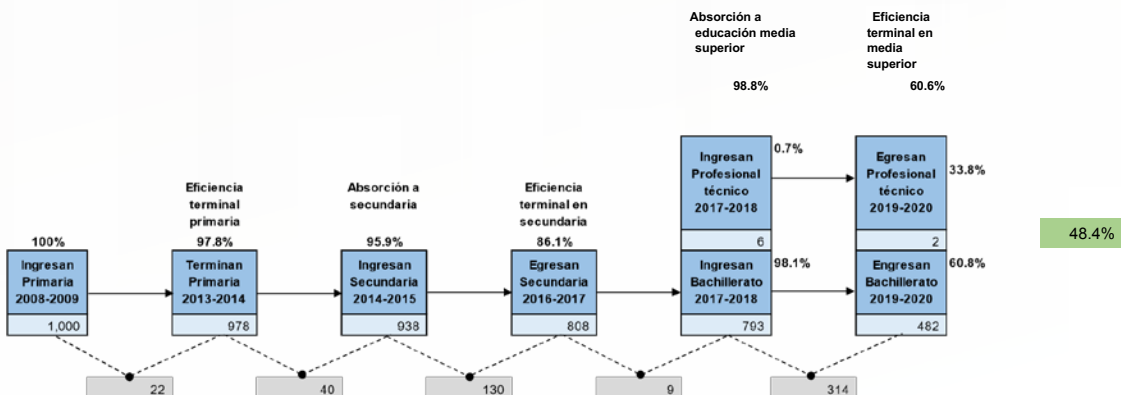 Absorción a
educación media
superior
98.8%
Eficiencia
terminal en
media
superior
60.6%
Eficiencia
terminal
primaria
97.8%
Absorción a
secundaria
95.9%
Eficiencia
terminal en
secundaria
86.1%
100%
Ingresan
Primaria
2008-2009
1,000
Terminan
Primaria
2013-2014
978
Ingresan
Secundaria
2014-2015
938
Egresan
Secundaria
2016-2017
808
Ingresan
Profesional
técnico
2017-2018
6
0.7%
Egresan
Profesional
técnico
2019-2020
2
33.8%
Ingresan
Bachillerato
2017-2018
793
98.1%
Engresan
Bachillerato
2019-2020
482
60.8%
48.4%
22
40
130
9
314